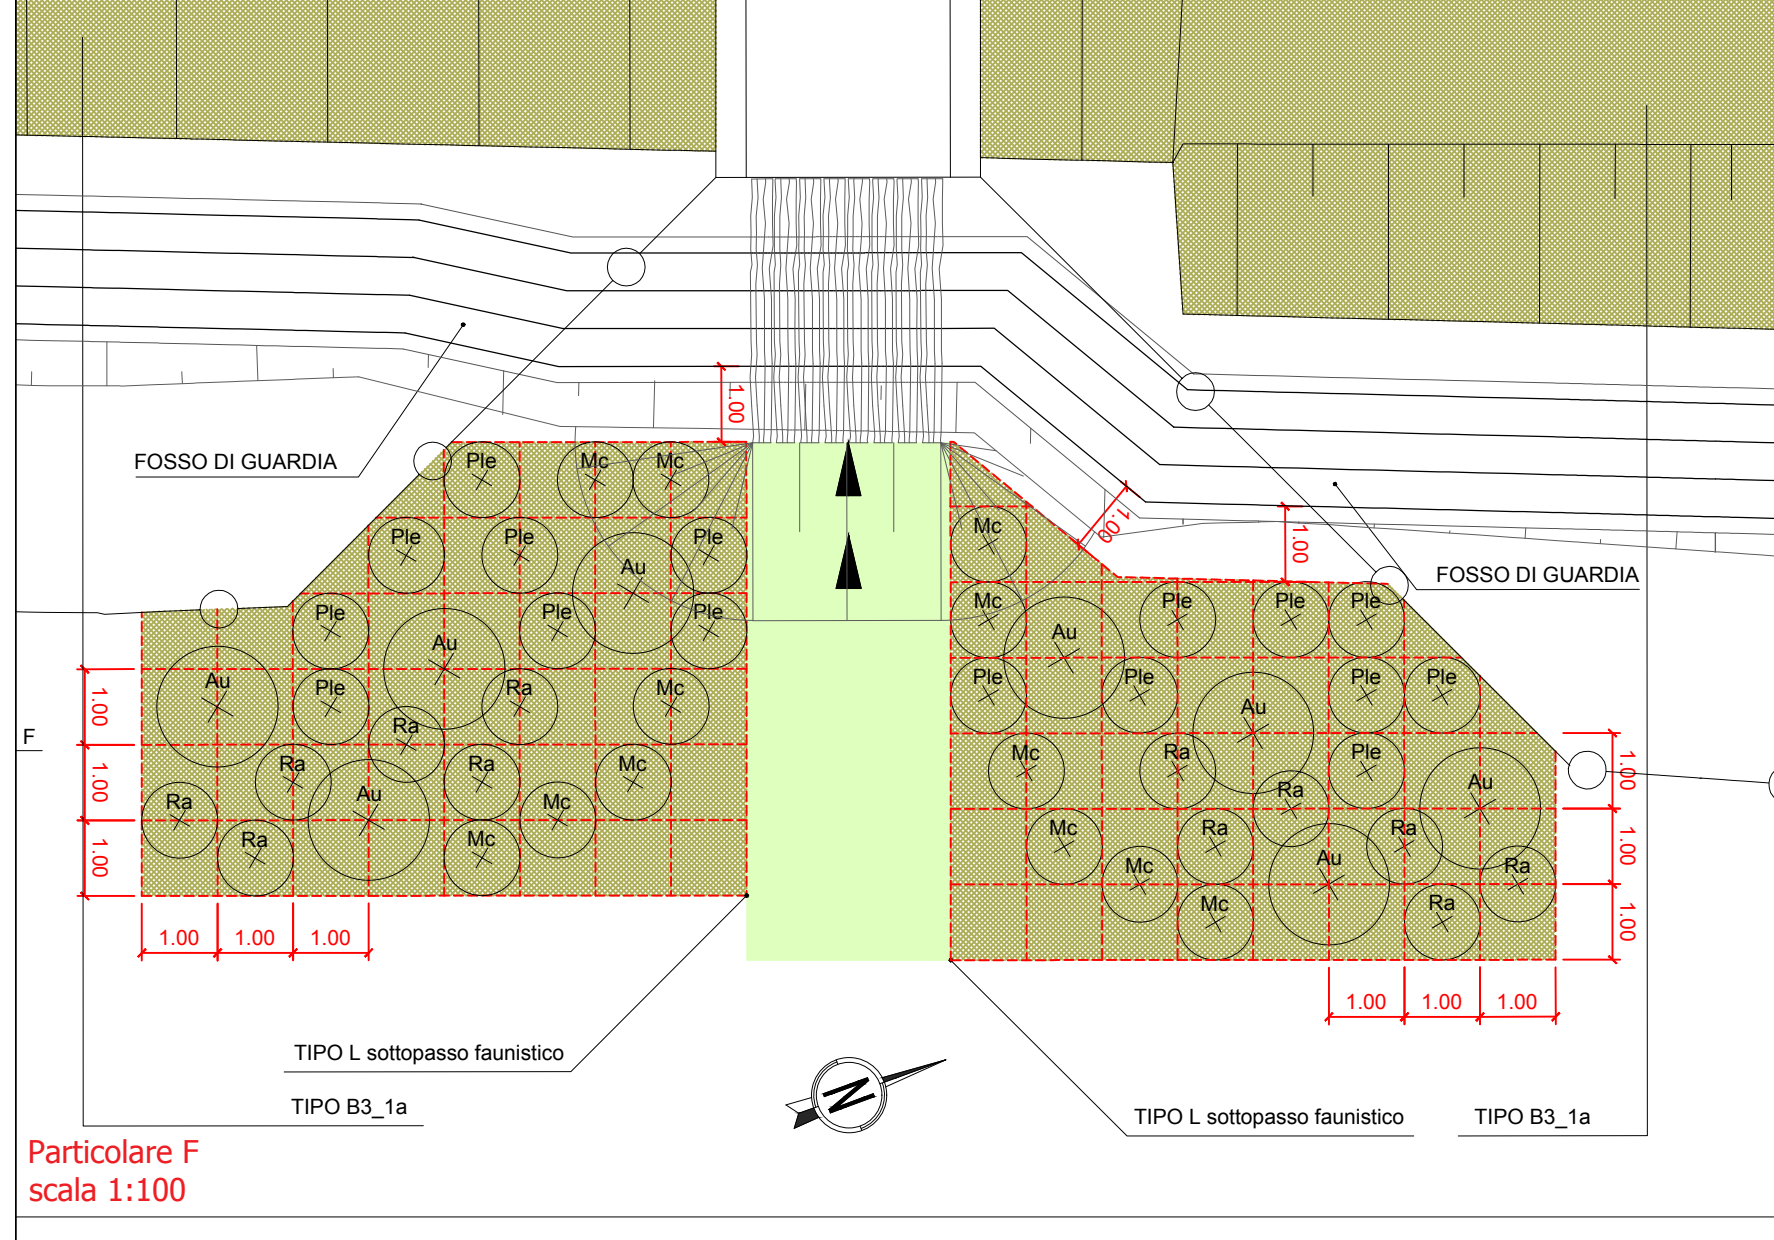 1.00
FOSSO DI GUARDIA
Ple Mc Mc
Ple Ple Ple
Au
Ple Ple Ple
Au
Au Ple Ra Mc
Ra
Ra Ra Mc
Ra Au Mc
Ra Mc
1.00
1.00
1.00
1.00 1.00 1.00
F
Mc
1.00
1.00
FOSSO DI GUARDIA
Mc Ple Ple Ple
Au
Ple Ple Ple Ple
Au
Mc Ra Ple
Ra Au
Mc Ra Ra
Mc Au Ra
Mc Ra
1.00
1.00
1.00
1.00 1.00 1.00
TIPO L sottopasso faunistico
TIPO B3_1a
N
TIPO L sottopasso faunistico
TIPO B3_1a
Particolare F
scala 1:100